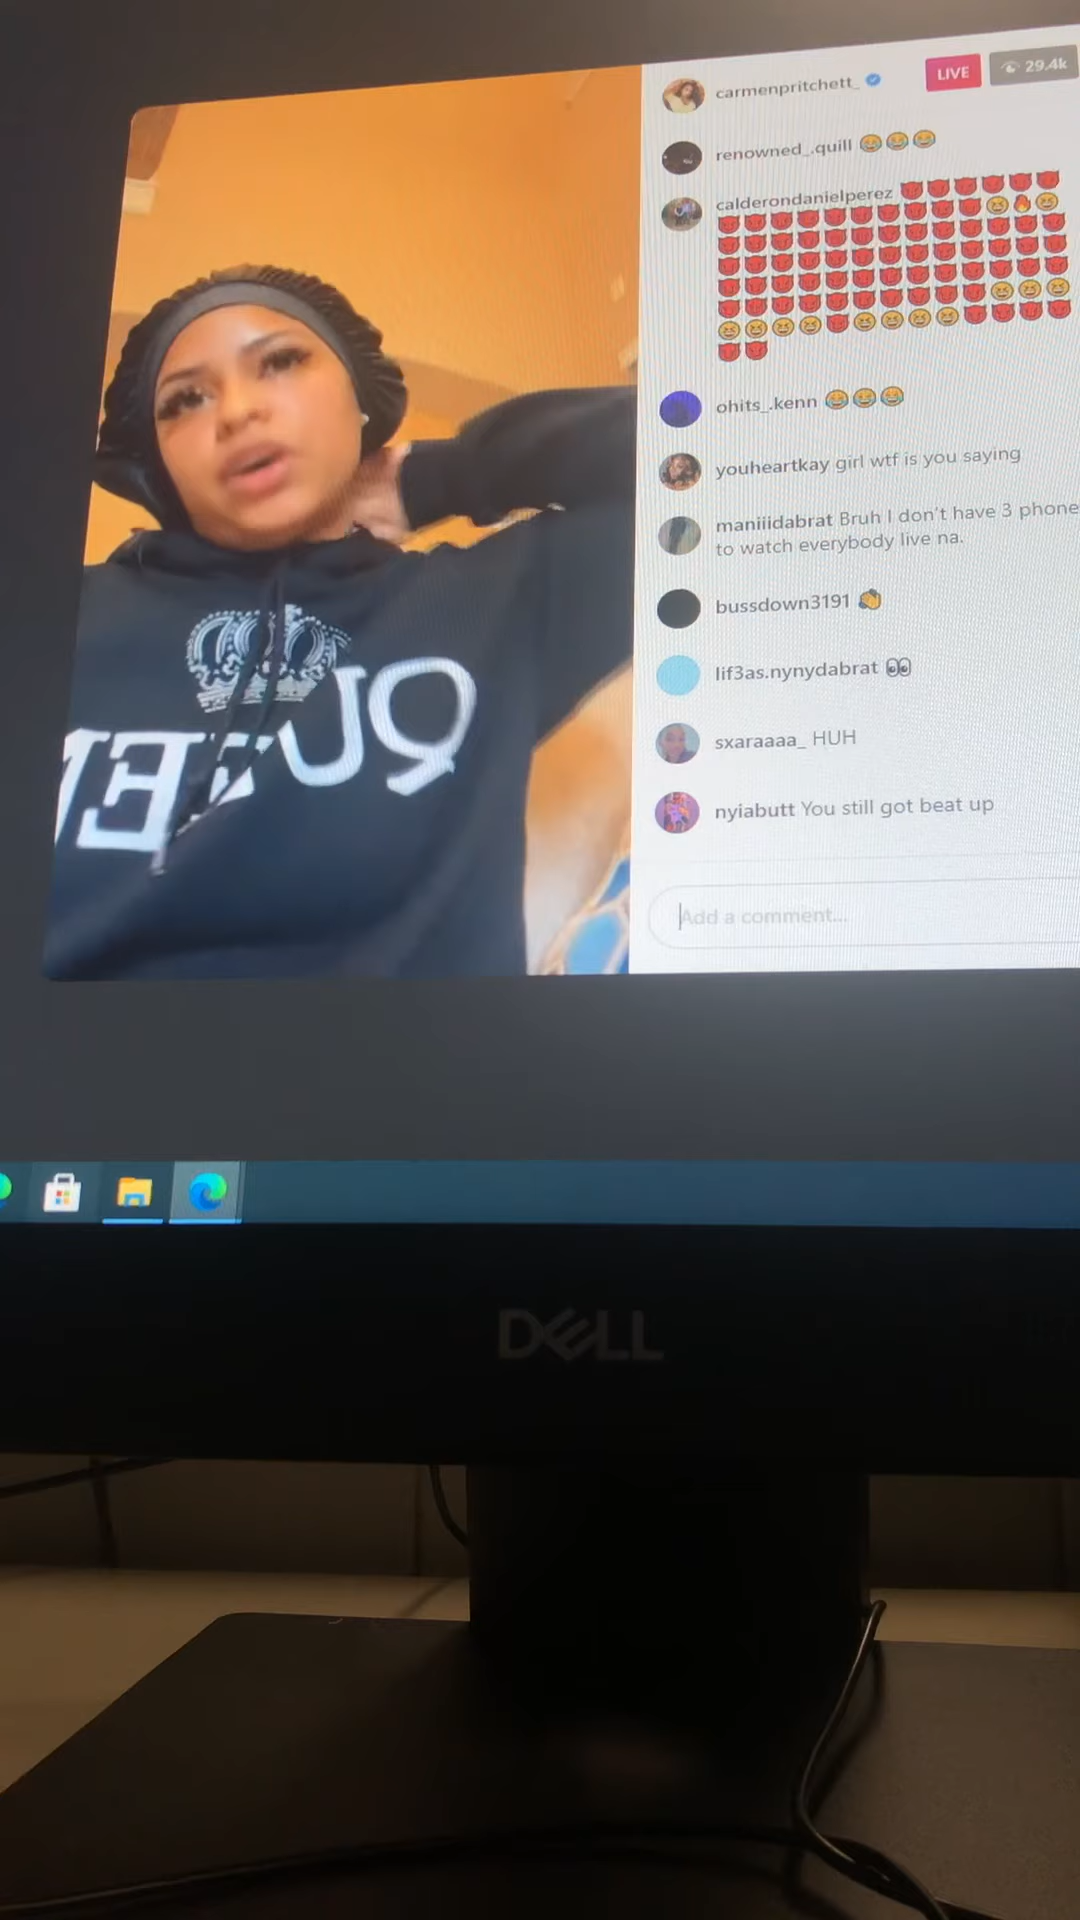 carmenpritchett_
LIVE
29.4k
renowned_.quill 😂😂😂
calderondanielperez 👿👿👿👿👿👿
👿👿👿👿👿👿👿👿👿👿😆🔥😆
👿👿👿👿👿👿👿👿👿👿👿👿👿
👿👿👿👿👿👿👿👿👿👿👿👿👿
👿👿👿👿👿👿👿👿👿👿👿👿👿
👿👿👿👿👿👿👿👿👿👿😆😆😆
😆😆😆😆👿😆😆😆😆👿👿👿👿
👿👿
ohits_.kenn 😂😂😂
youheartkay girl wtf is you saying
maniiidabrat Bruh I don't have 3 phone
to watch everybody live na.
bussdown3191
lif3as.nynydabrat 👀
sxaraaaa_ HUH
nyiabutt You still got beat up
Add a comment...
QUEEN
DELL